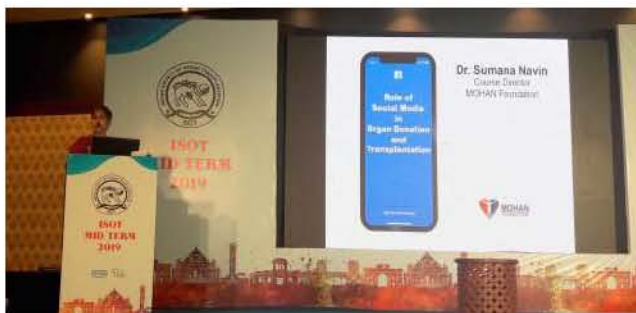 ISOT
MID TERM
2019
ISOT
MID TERM
2019
Role of
Social Media
in
Organ Donation
and
Transplantation
Dr. Sumana Navin
Course Director
MOHAN Foundation
MOHAN
FOUNDATION